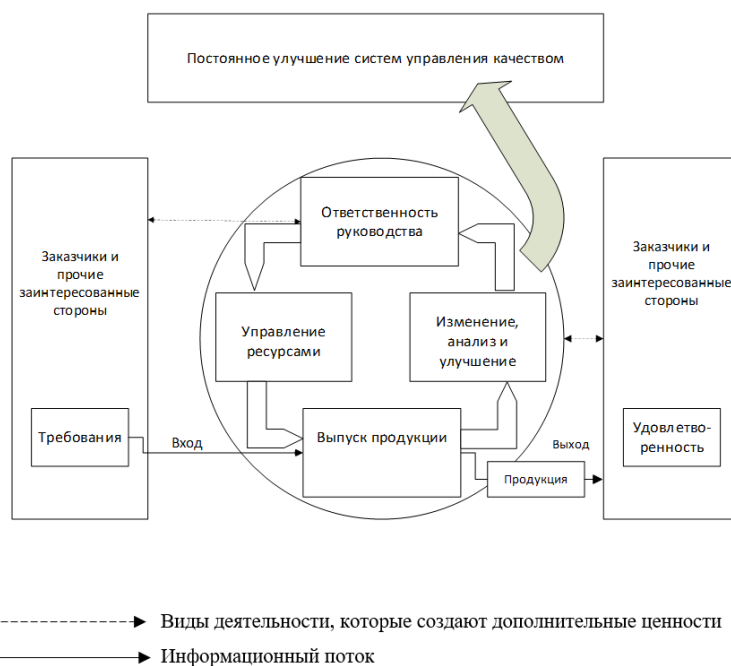 Постоянное улучшение систем управления качеством
Ответственность
руководства
Заказчики и
прочие
заинтересованные
стороны
Заказчики и
прочие
заинтересованные
стороны
Управление
ресурсами
Изменение,
анализ и
улучшение
Требования
Вход
Выпуск продукции
Выход
Продукция
Удовлетво-
ренность
Виды деятельности, которые создают дополнительные ценности
Информационный поток